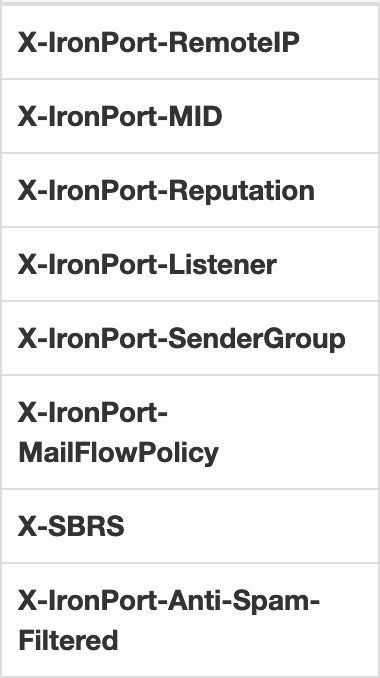 X-IronPort-RemoteIP
X-IronPort-MID
X-IronPort-Reputation
X-IronPort-Listener
X-IronPort-SenderGroup
X-IronPort-
MailFlowPolicy
X-SBRS
X-IronPort-Anti-Spam-
Filtered